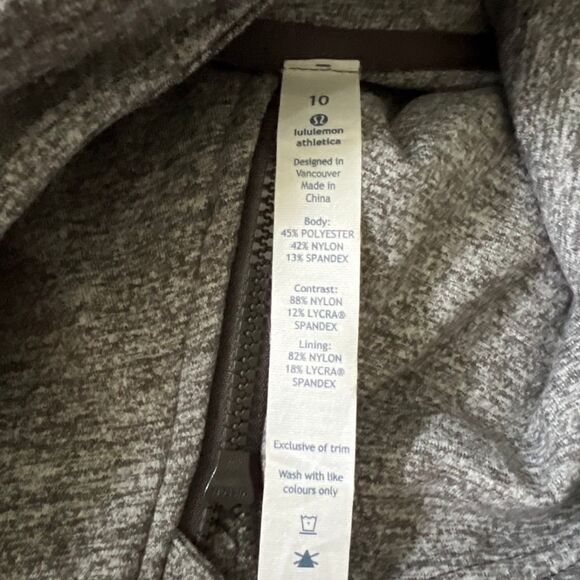 10
lululemon
athletica
Designed in
Vancouver
Made in
China
Body:
45% POLYESTER
42% NYLON
13% SPANDEX
Contrast:
88% NYLON
12% LYCRA®
SPANDEX
Lining:
82% NYLON
18% LYCRA®
SPANDEX
Exclusive of trim
Wash with like
colours only